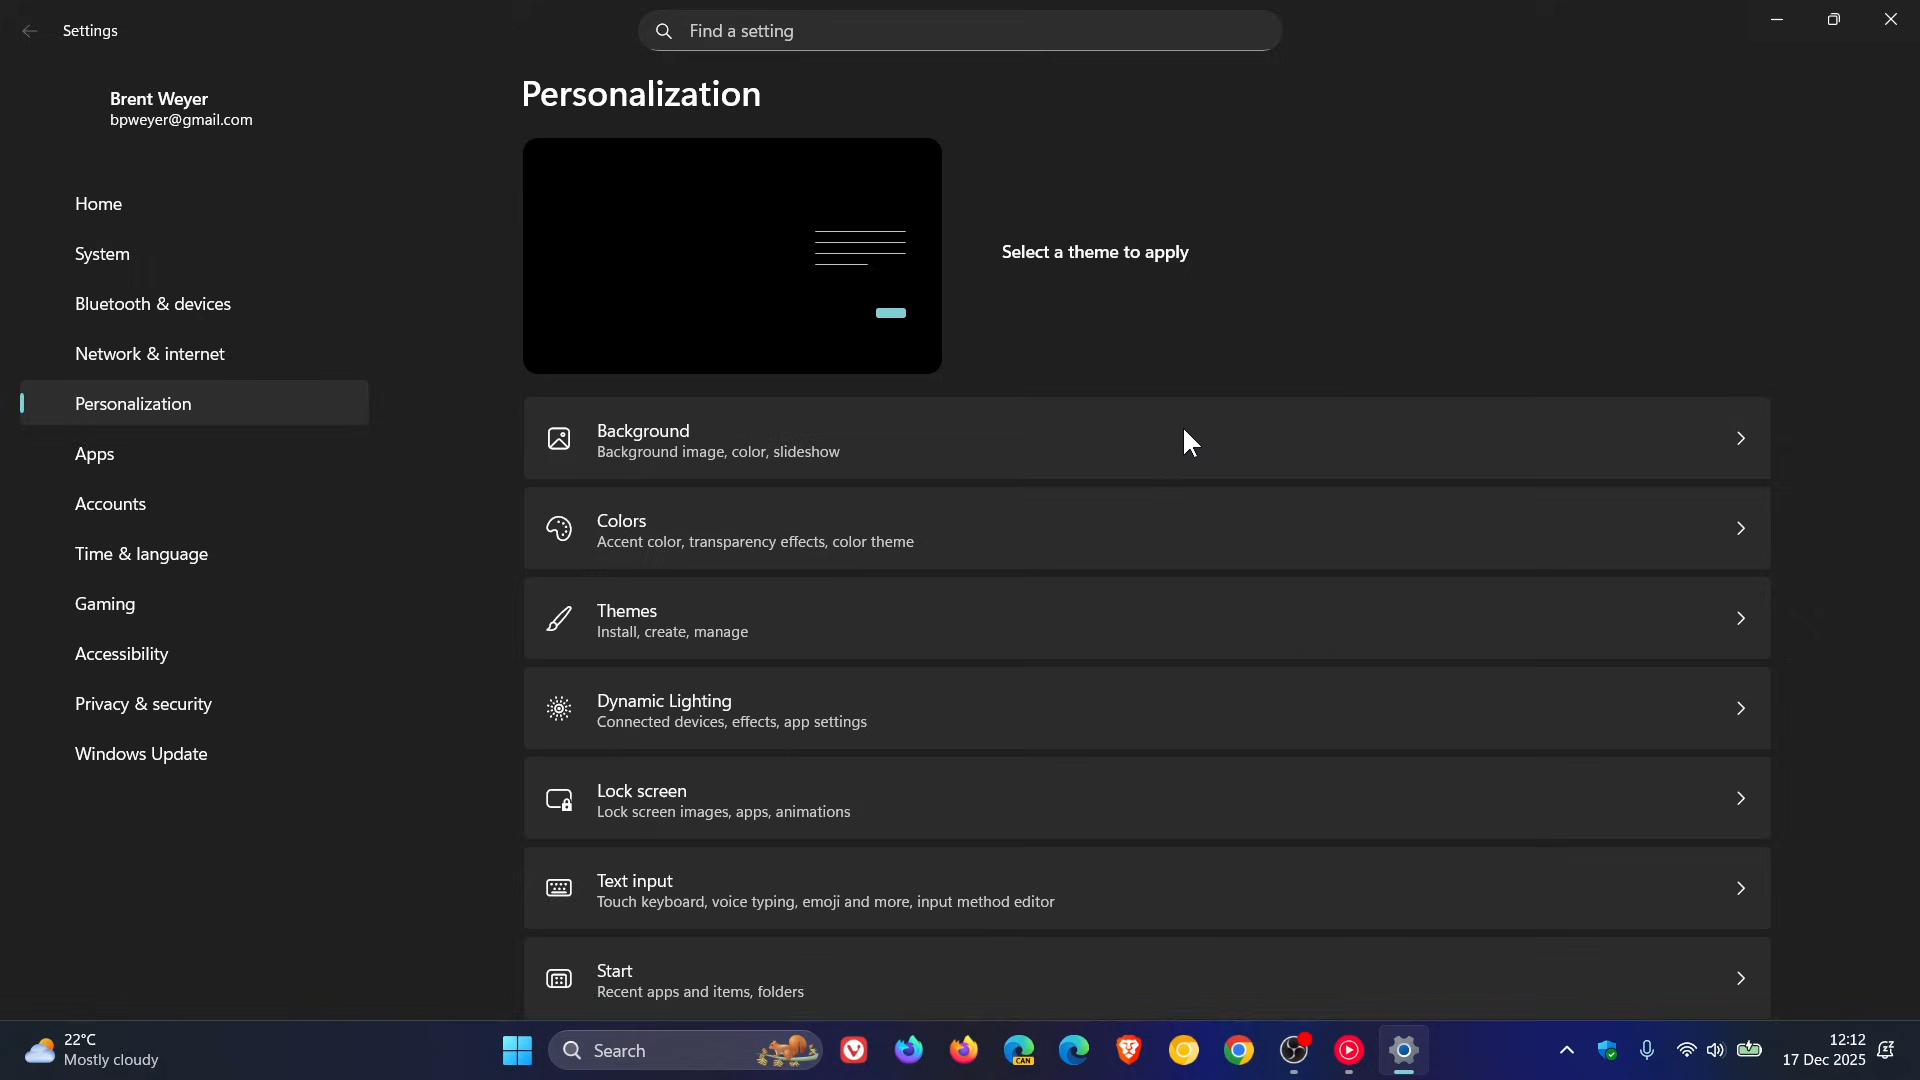 Settings
Find a setting
Brent Weyer
bpweyer@gmail.com
Home
System
Bluetooth & devices
Network & internet
Personalization
Apps
Accounts
Time & language
Gaming
Accessibility
Privacy & security
Windows Update
Personalization
Select a theme to apply
Background
Background image, color, slideshow
Colors
Accent color, transparency effects, color theme
Themes
Install, create, manage
Dynamic Lighting
Connected devices, effects, app settings
Lock screen
Lock screen images, apps, animations
Text input
Touch keyboard, voice typing, emoji and more, input method editor
Start
Recent apps and items, folders
22°C
Mostly cloudy
Search
CAN
12:12
17 Dec 2025